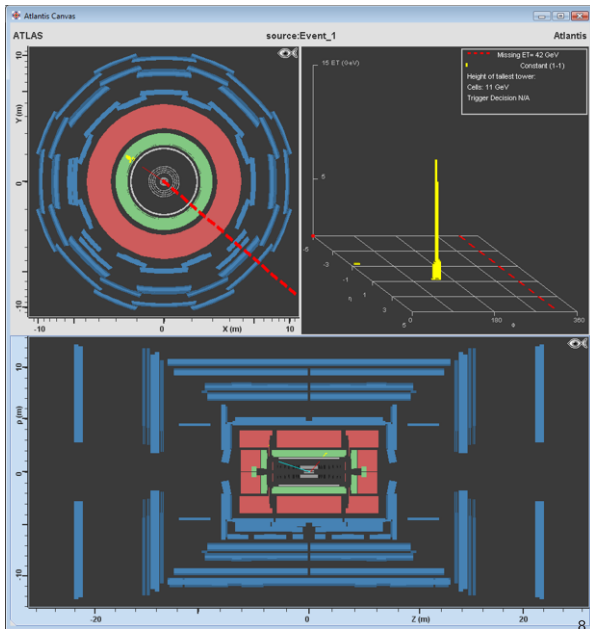 Atlantis Canvas
ATLAS source:Event_1 Atlantis
10
0
-10
Y (m)
-10 0 X (m) 10
15 ET (GeV)
5
Missing ET= 42 GeV
Constant (1-1)
Height of tallest tower:
Cells: 11 GeV
Trigger Decision N/A
-5
-3
-1
η
1
3
5
0 180 φ 360
10
ρ (m)
0
-10
-20 0 Z (m) 20
8